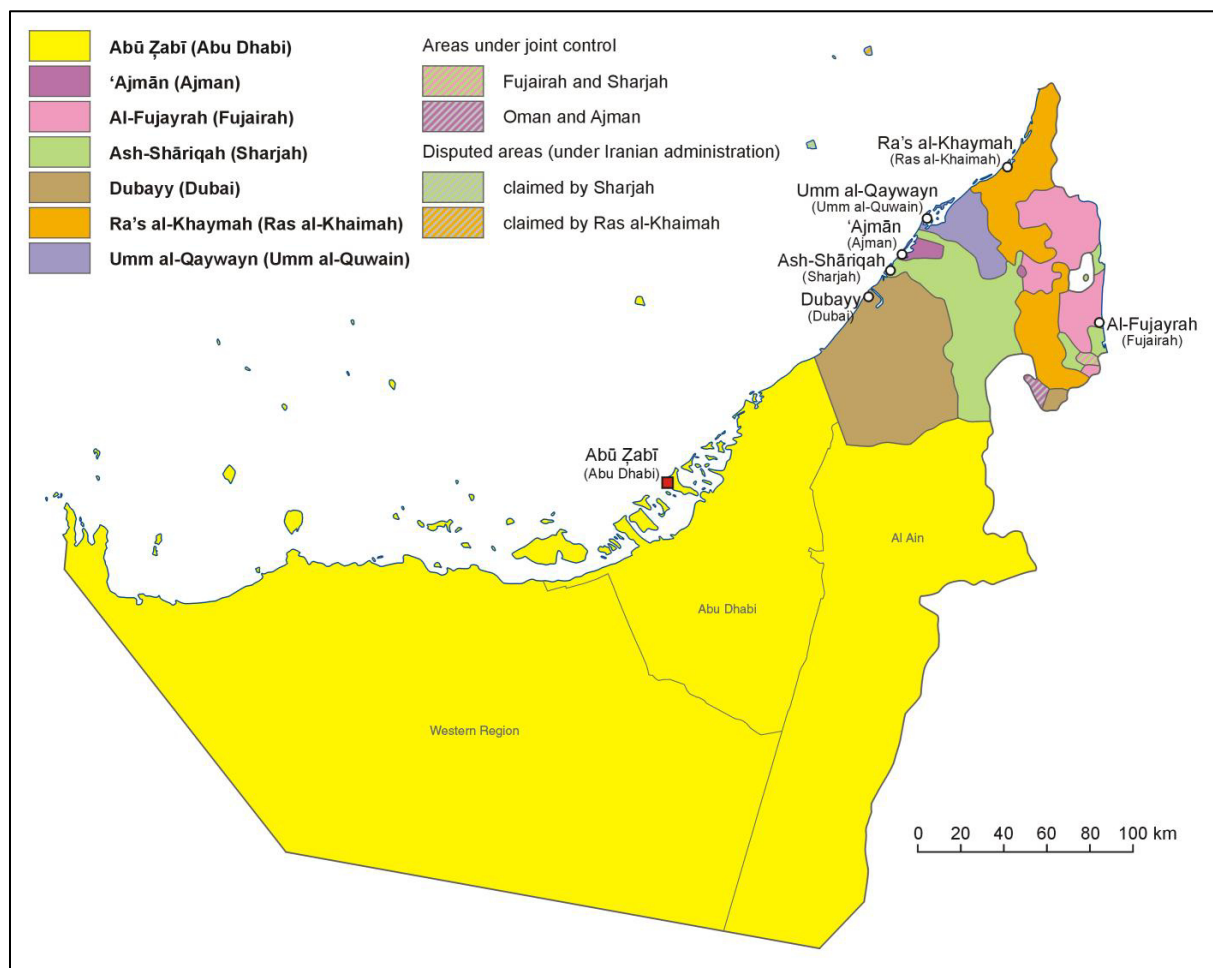 Abū Z̧abī (Abu Dhabi)
‘Ajmān (Ajman)
Al-Fujayrah (Fujairah)
Ash-Shāriqah (Sharjah)
Dubayy (Dubai)
Ra’s al-Khaymah (Ras al-Khaimah)
Umm al-Qaywayn (Umm al-Quwain)
Areas under joint control
Fujairah and Sharjah
Oman and Ajman
Disputed areas (under Iranian administration)
claimed by Sharjah
claimed by Ras al-Khaimah
Ra’s al-Khaymah
(Ras al-Khaimah)
Umm al-Qaywayn
(Umm al-Quwain)
‘Ajmān
(Ajman)
Ash-Shāriqah
(Sharjah)
Dubayy
(Dubai)
Al-Fujayrah
(Fujairah)
Abū Z̧abī
(Abu Dhabi)
Al Ain
Abu Dhabi
Western Region
0 20 40 60 80 100 km